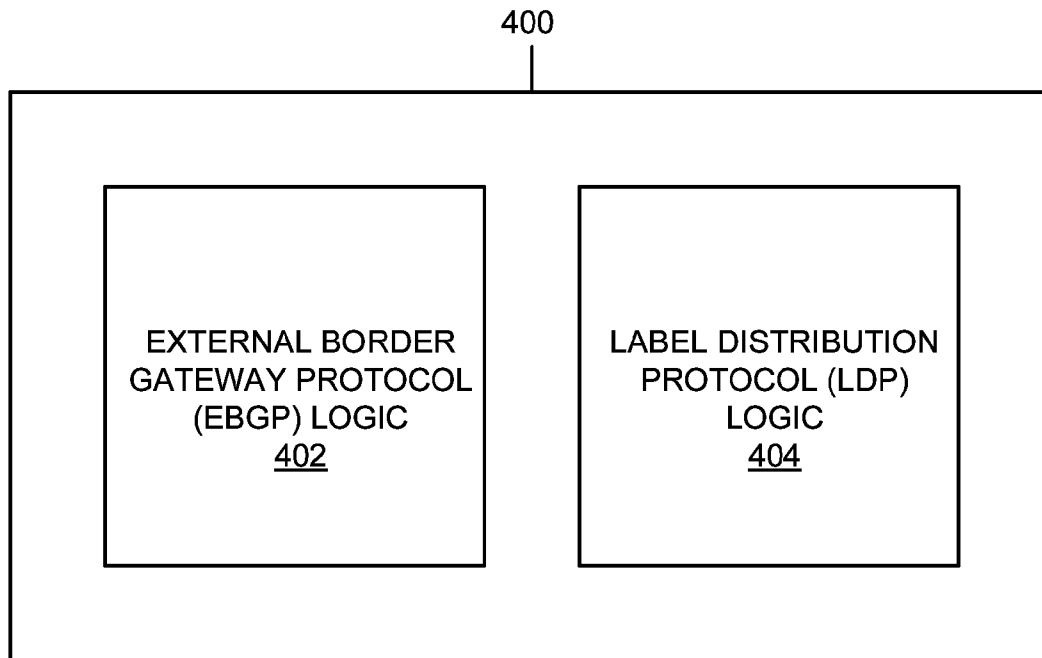 400
EXTERNAL BORDER
GATEWAY PROTOCOL
(EBGP) LOGIC
402
LABEL DISTRIBUTION
PROTOCOL (LDP)
LOGIC
404